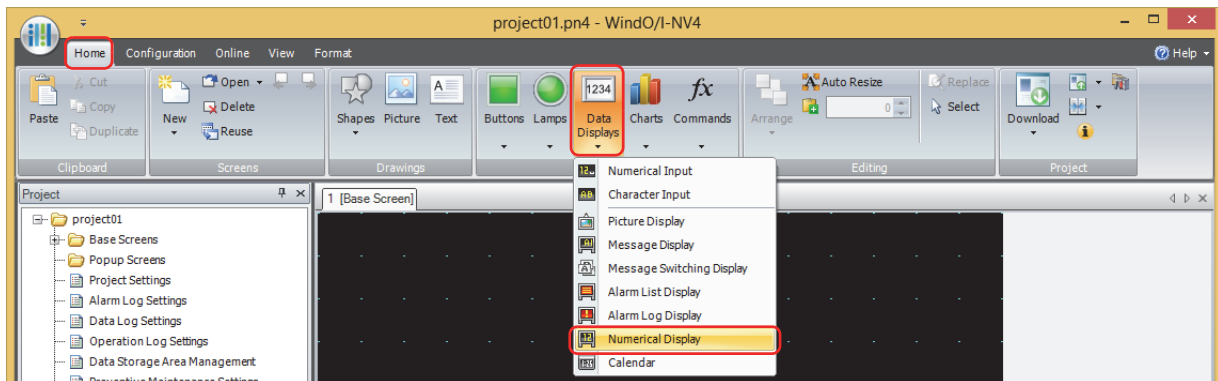 project01.pn4 - WindO/I-NV4
Home Configuration Online View Format Help
Cut
Copy
Duplicate
Paste
Clipboard
New
Open
Delete
Reuse
Screens
Shapes Picture Text
Drawings
Buttons Lamps Data Displays Charts Commands
1234
Arrange
Auto Resize
0
Replace
Select
Editing
Download
Project
Project
project01
Base Screens
Popup Screens
Project Settings
Alarm Log Settings
Data Log Settings
Operation Log Settings
Data Storage Area Management
Preventive Maintenance Settings
1 [Base Screen]
Numerical Input
Character Input
Picture Display
Message Display
Message Switching Display
Alarm List Display
Alarm Log Display
Numerical Display
Calendar